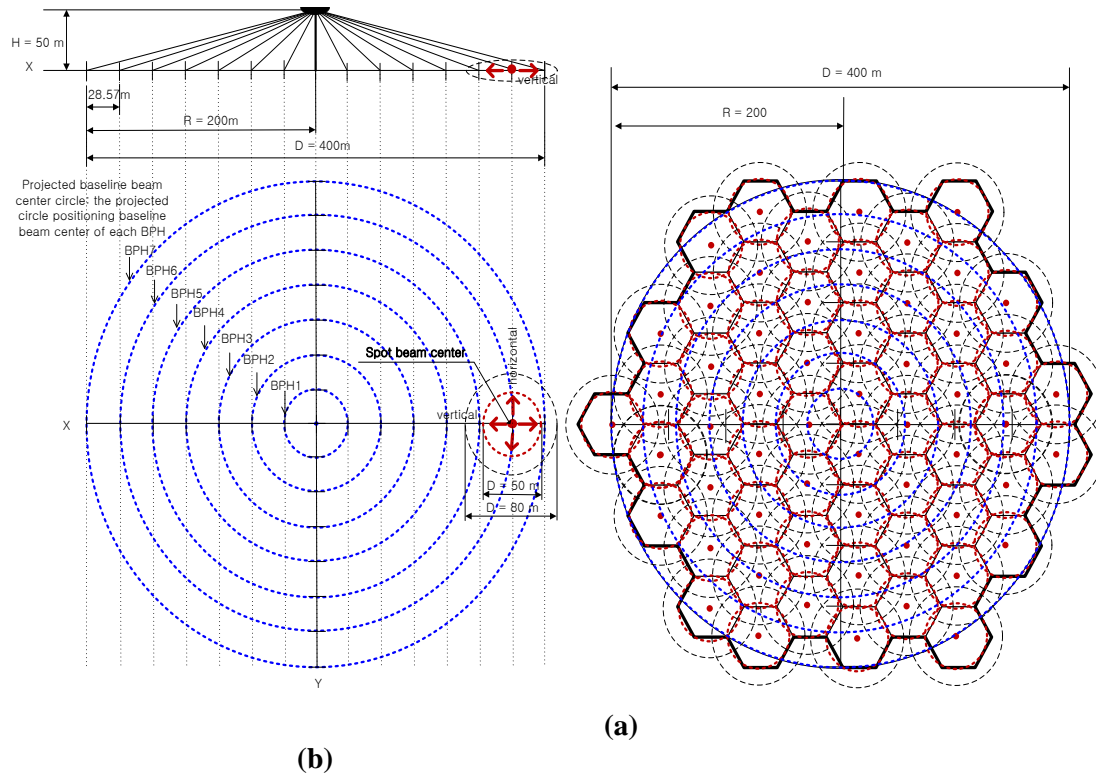 H = 50 m
X
vertical
28.57m
R = 200m
D = 400m
Projected baseline beam
center circle: the projected
circle positioning baseline
beam center of each BPH
BPH7
BPH6
BPH5
BPH4
BPH3
BPH2
BPH1
Spot beam center
horizontal
vertical
X
D = 50 m
D = 80 m
Y
(b)
D = 400 m
R = 200
(a)